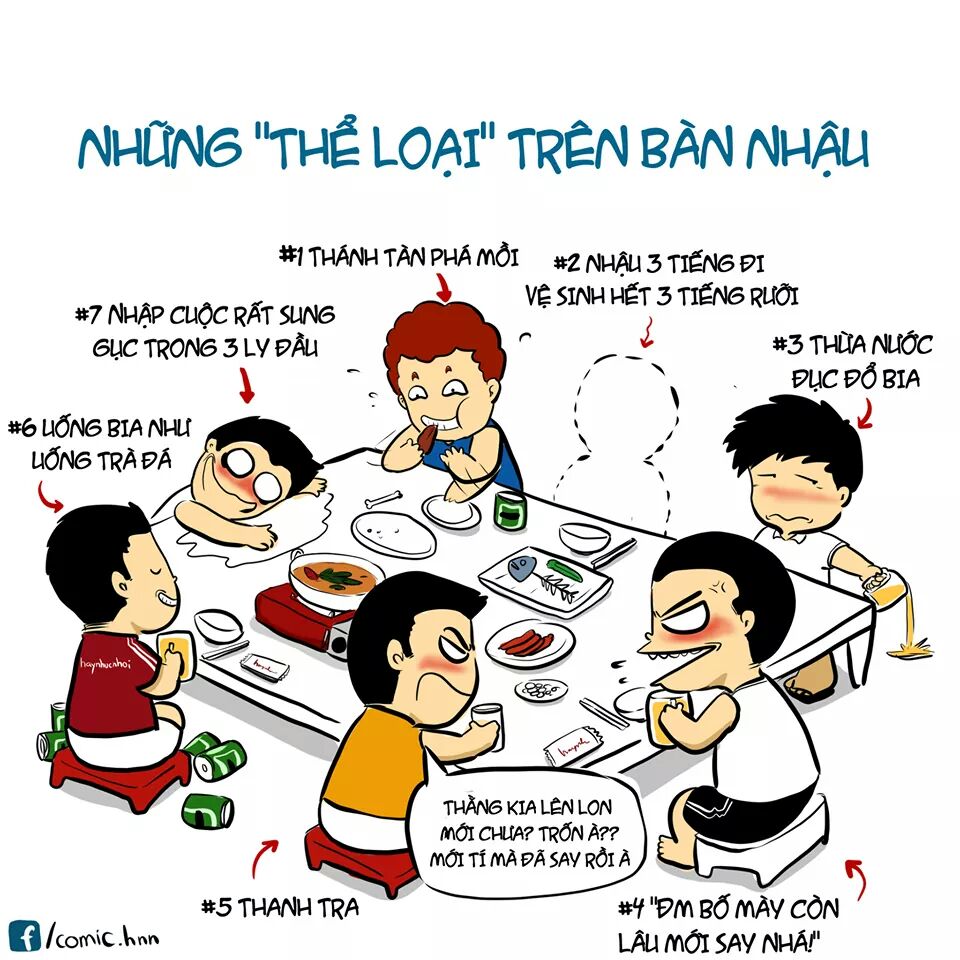 NHỮNG "THỂ LOẠI" TRÊN BÀN NHẬU
#1 THÁNH TÀN PHÁ MỒI
#2 NHẬU 3 TIẾNG ĐI
VỆ SINH HẾT 3 TIẾNG RƯỠI
#3 THỪA NƯỚC
ĐỤC ĐỔ BIA
#7 NHẬP CUỘC RẤT SUNG
GỤC TRONG 3 LY ĐẦU
#6 UỐNG BIA NHƯ
UỐNG TRÀ ĐÁ
haynhucnhoi
haynh
haynh
THẰNG KIA LÊN LON
MỚI CHƯA? TRỐN À??
MỚI TÍ MÀ ĐÃ SAY RỒI À
#5 THANH TRA
#4 "ĐM BỐ MÀY CÒN
LÂU MỚI SAY NHÁ!"
f/comic.hnn